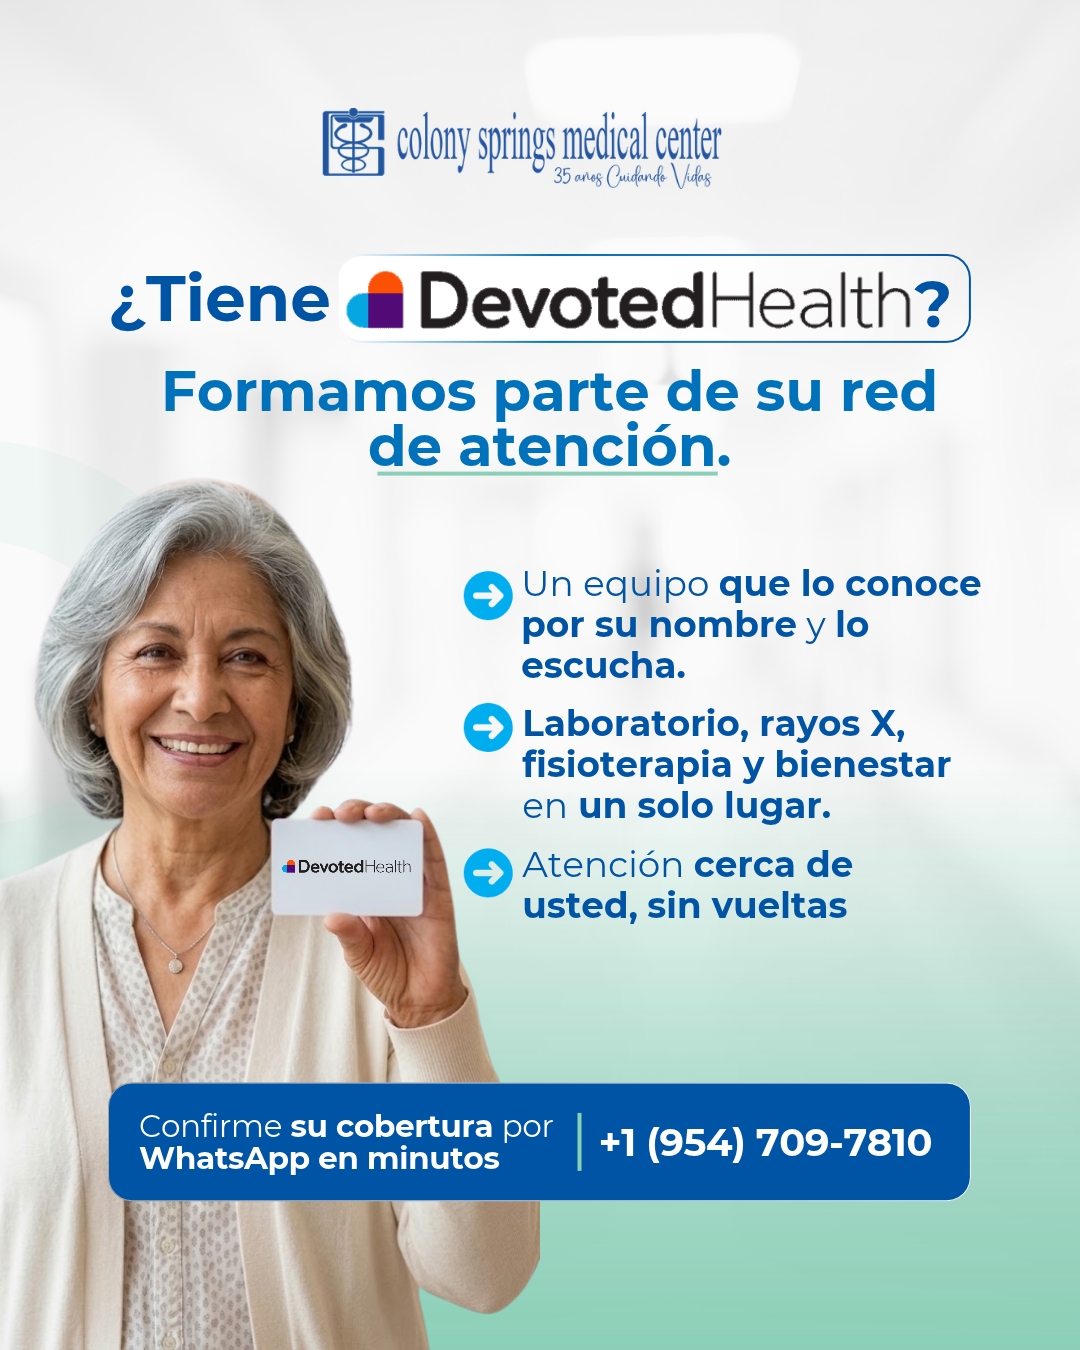 colony springs medical center
35 años Cuidando Vidas
¿Tiene DevotedHealth?
Formamos parte de su red
de atención.
Un equipo que lo conoce
por su nombre y lo
escucha.
Laboratorio, rayos X,
fisioterapia y bienestar
en un solo lugar.
Atención cerca de
usted, sin vueltas
DevotedHealth
Confirme su cobertura por
WhatsApp en minutos
+1 (954) 709-7810